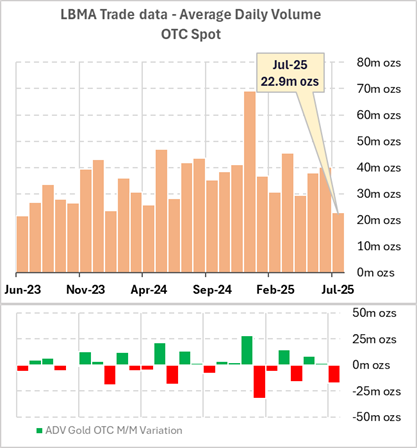 LBMA Trade data - Average Daily Volume
OTC Spot
80m ozs
Jul-25
22.9m ozs
70m ozs
60m ozs
50m ozs
40m ozs
30m ozs
20m ozs
10m ozs
0m ozs
Jun-23 Nov-23 Apr-24 Sep-24 Feb-25 Jul-25
50m ozs
25m ozs
0m ozs
-25m ozs
-50m ozs
ADV Gold OTC M/M Variation